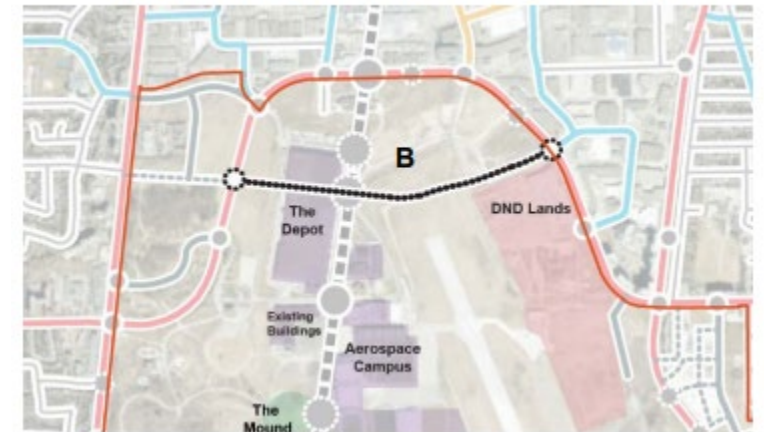 B
DND Lands
The
Depot
Existing
Buildings
Aerospace
Campus
The
Mound